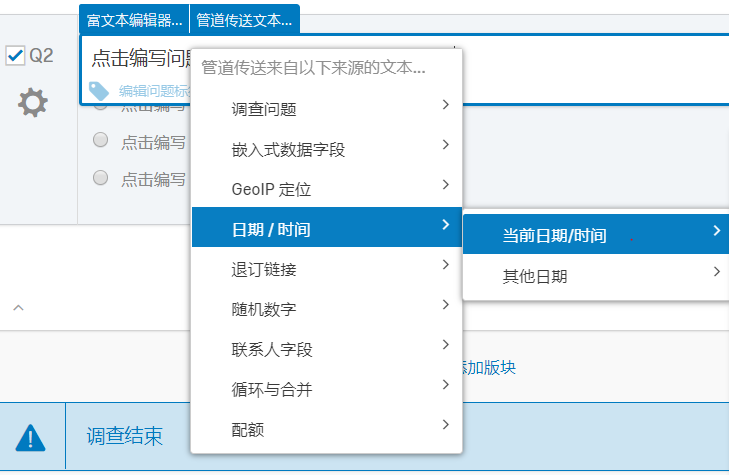 富文本编辑器... 管道传送文本...
Q2
点击编写问题
编辑问题标
点击编写
点击编写
点击编写
管道传送来自以下来源的文本...
调查问题
嵌入式数据字段
GeoIP 定位
日期 / 时间
退订链接
随机数字
联系人字段
循环与合并
配额
当前日期/时间
其他日期
添加版块
调查结束